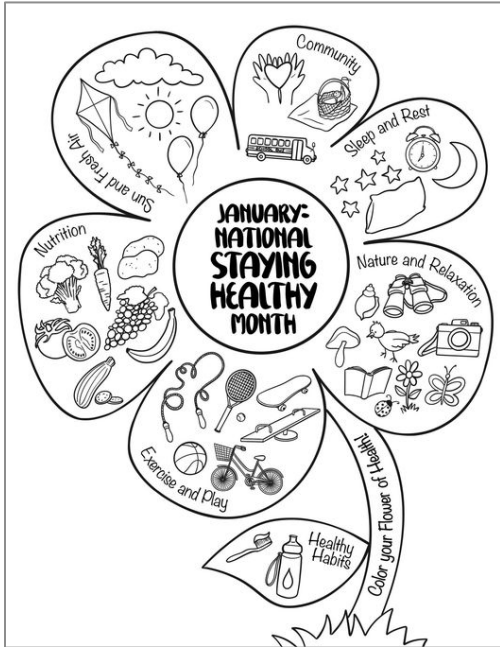 JANUARY:
NATIONAL
STAYING
HEALTHY
MONTH
Community
Sleep and Rest
Nature and Relaxation
Exercise and Play
Nutrition
Sun and Fresh Air
Healthy
Habits
Color your Flower of Health!